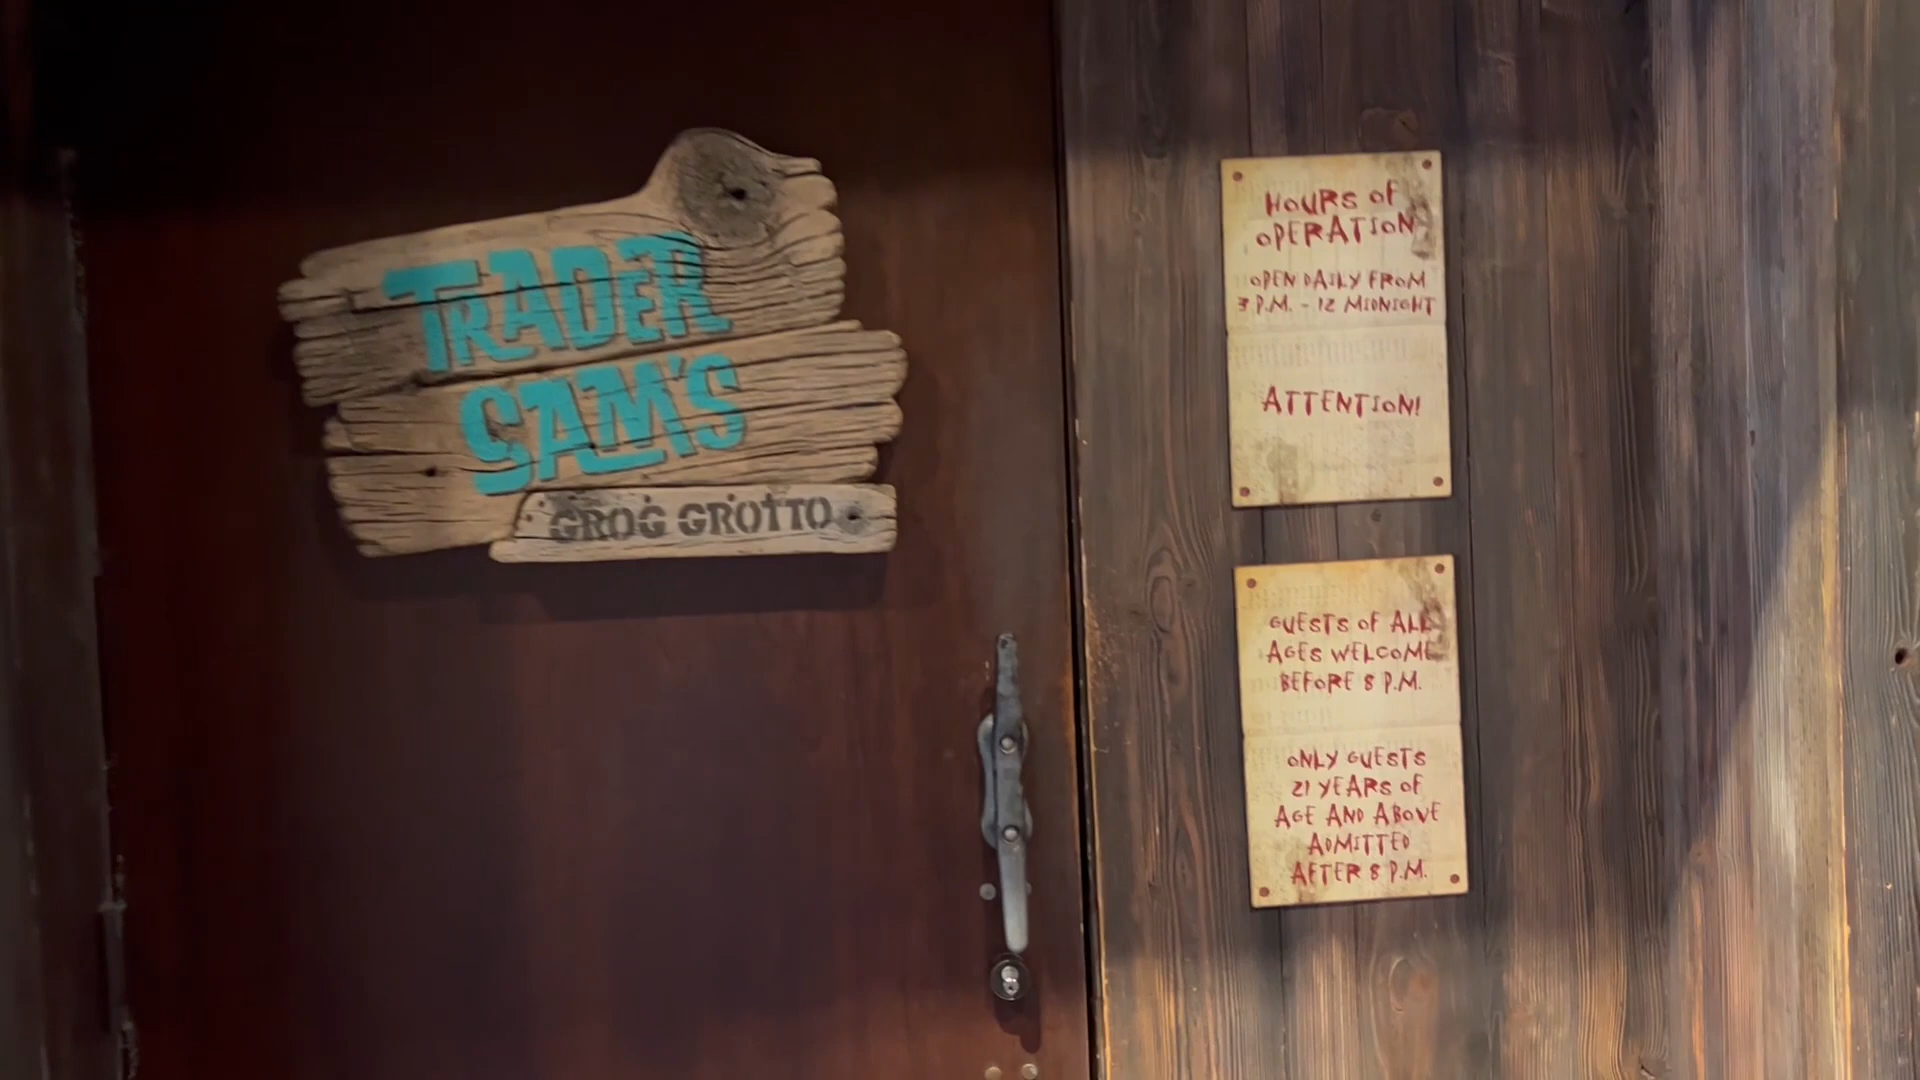 TRADER
SAM'S
GROG GROTTO
HOURS OF
OPERATION
OPEN DAILY FROM
3 P.M. - 12 MIDNIGHT
ATTENTION!
GUESTS OF ALL
AGES WELCOME
BEFORE 8 P.M.
ONLY GUESTS
21 YEARS OF
AGE AND ABOVE
ADMITTED
AFTER 8 P.M.